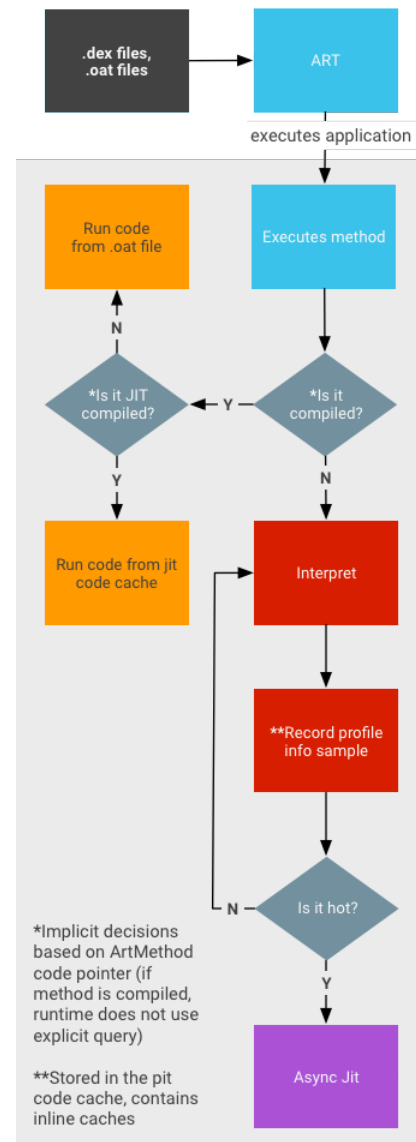 .dex files,
.oat files
ART
executes application
Run code
from .oat file
Executes method
N
*Is it JIT
compiled?
Y
*Is it
compiled?
Y
N
Run code from jit
code cache
Interpret
**Record profile
info sample
N
Is it hot?
Y
*Implicit decisions
based on ArtMethod
code pointer (if
method is compiled,
runtime does not use
explicit query)
**Stored in the pit
code cache, contains
inline caches
Async Jit